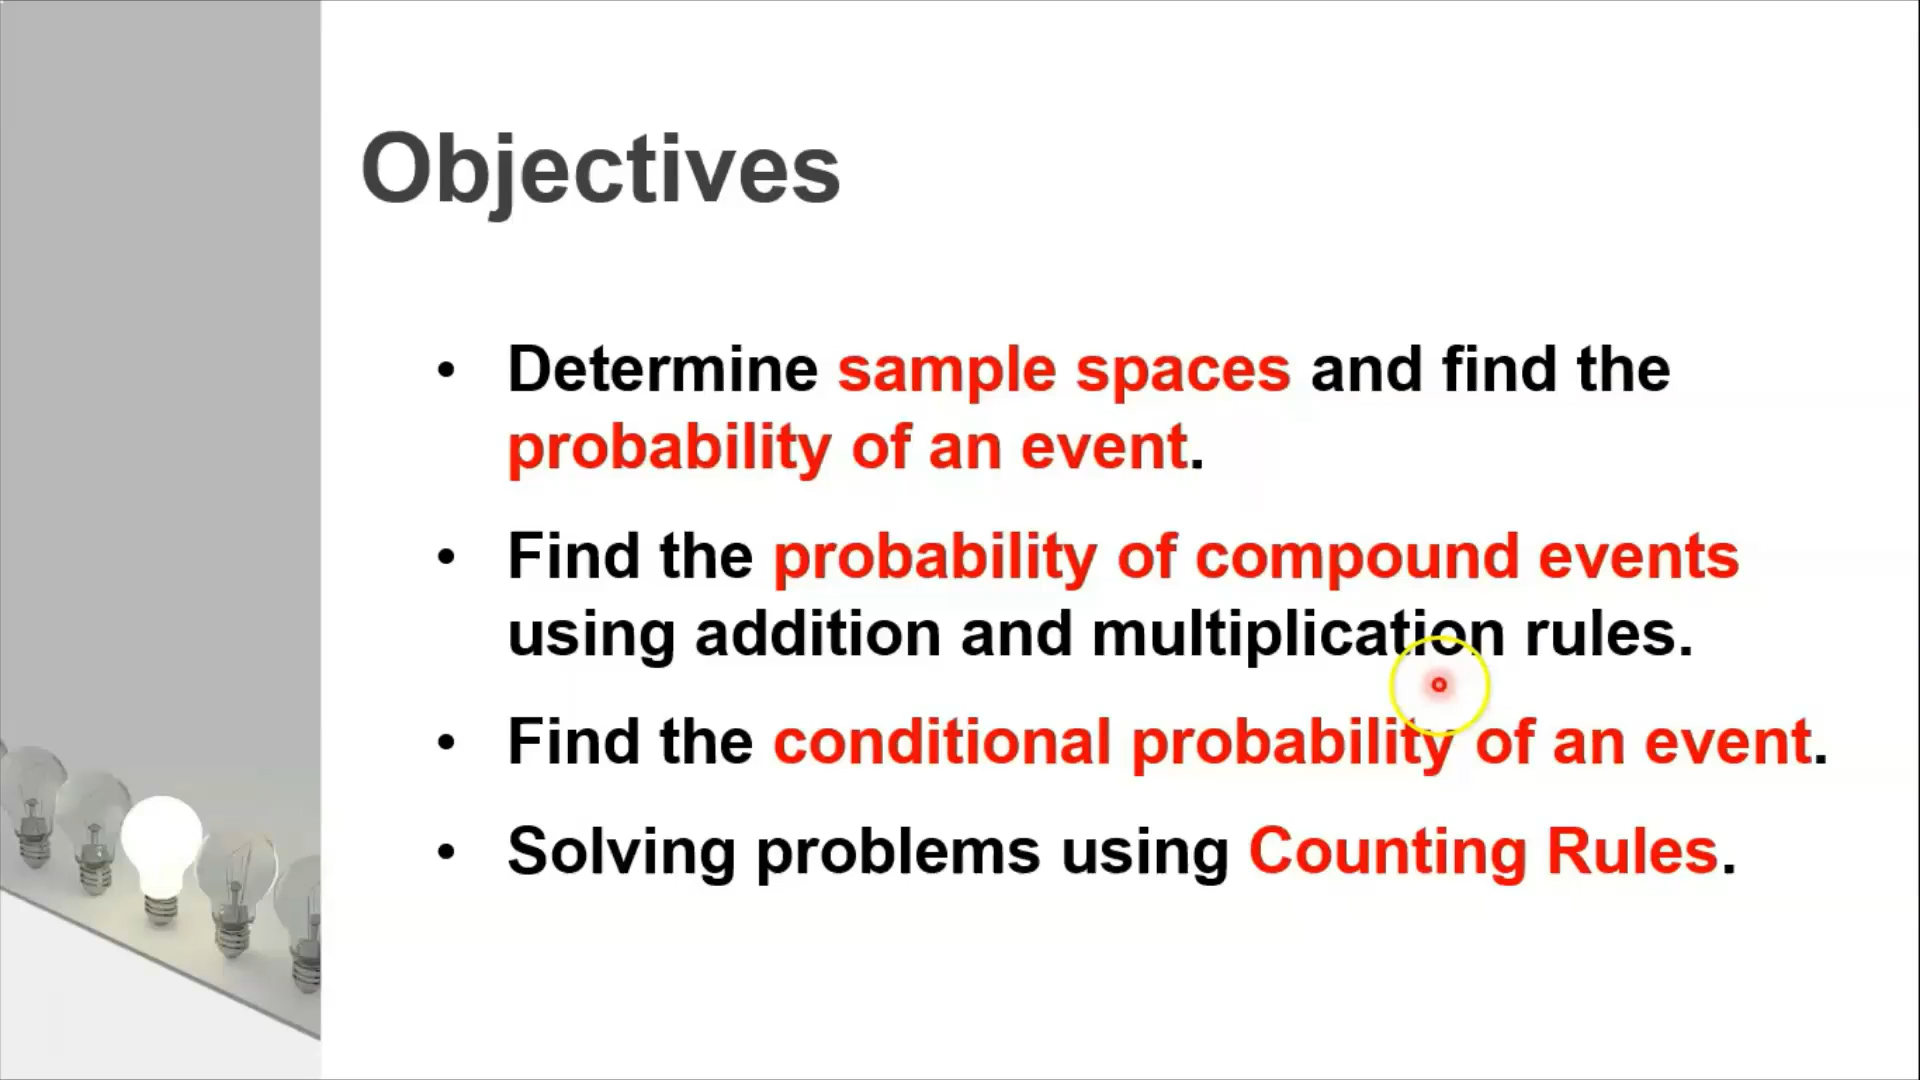 Objectives
• Determine sample spaces and find the
probability of an event.
• Find the probability of compound events
using addition and multiplication rules.
• Find the conditional probability of an event.
• Solving problems using Counting Rules.